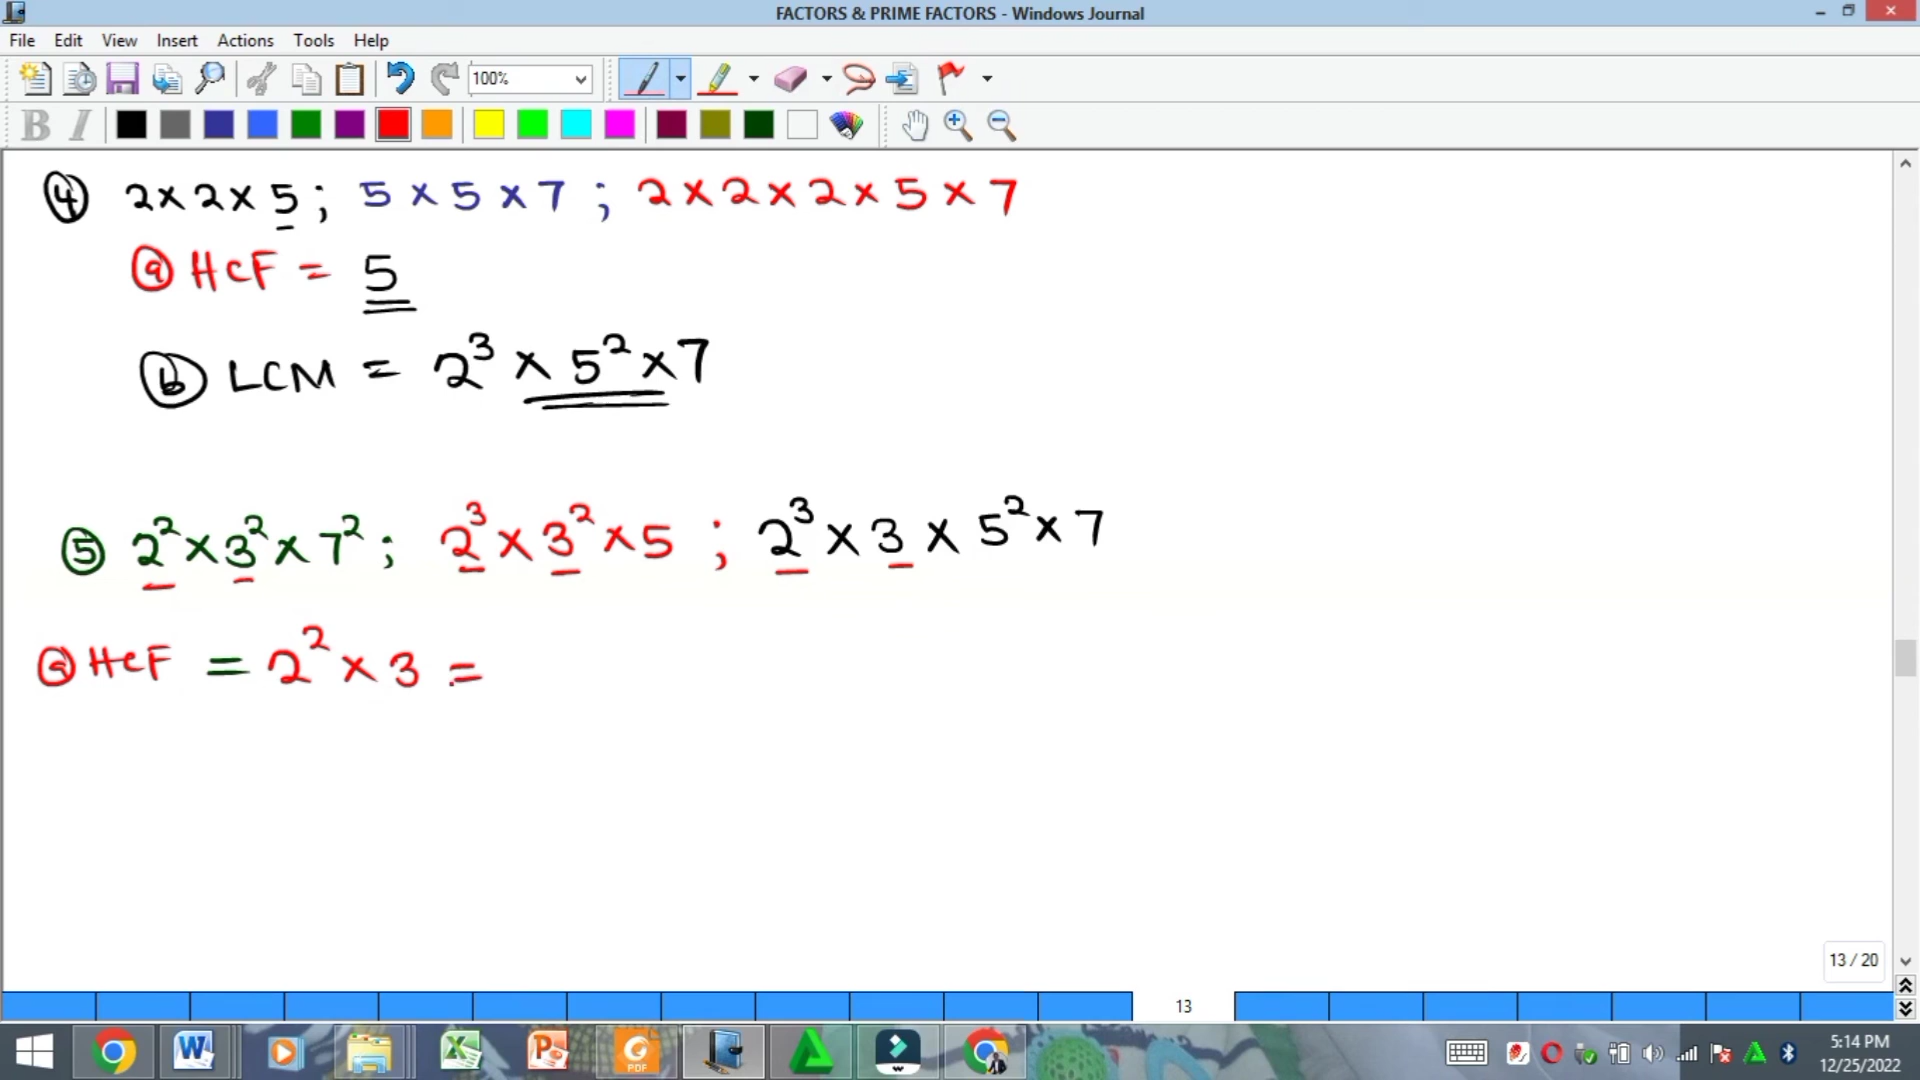 FACTORS & PRIME FACTORS - Windows Journal
File Edit View Insert Actions Tools Help
100%
B I
④ 2 × 2 × 5 ; 5 × 5 × 7 ; 2 × 2 × 2 × 5 × 7
ⓐ HCF = 5
ⓑ LCM = 2³ × 5² × 7
⑤ 2² × 3² × 7² ; 2³ × 3² × 5 ; 2³ × 3 × 5² × 7
ⓐ HCF = 2² × 3 =
13 / 20
13
PDF
5:14 PM
12/25/2022